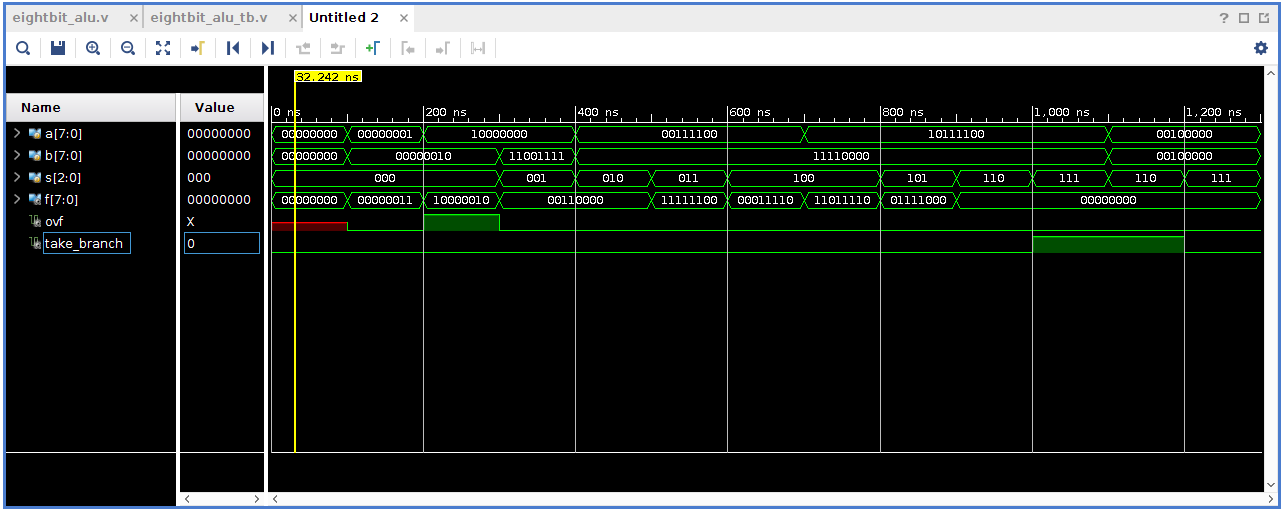 eightbit_alu.v × eightbit_alu_tb.v × Untitled 2 × ?
32.242 ns
Name Value 0 ns 200 ns 400 ns 600 ns 800 ns 1,000 ns 1,200 ns
a[7:0] 00000000 00000000 00000001 10000000 00111100 10111100 00100000
b[7:0] 00000000 00000000 00000010 11001111 11110000 00100000
s[2:0] 000 000 001 010 011 100 101 110 111 110 111
f[7:0] 00000000 00000000 00000011 10000010 00110000 11111100 00011110 11011110 01111000 00000000
ovf X
take_branch 0